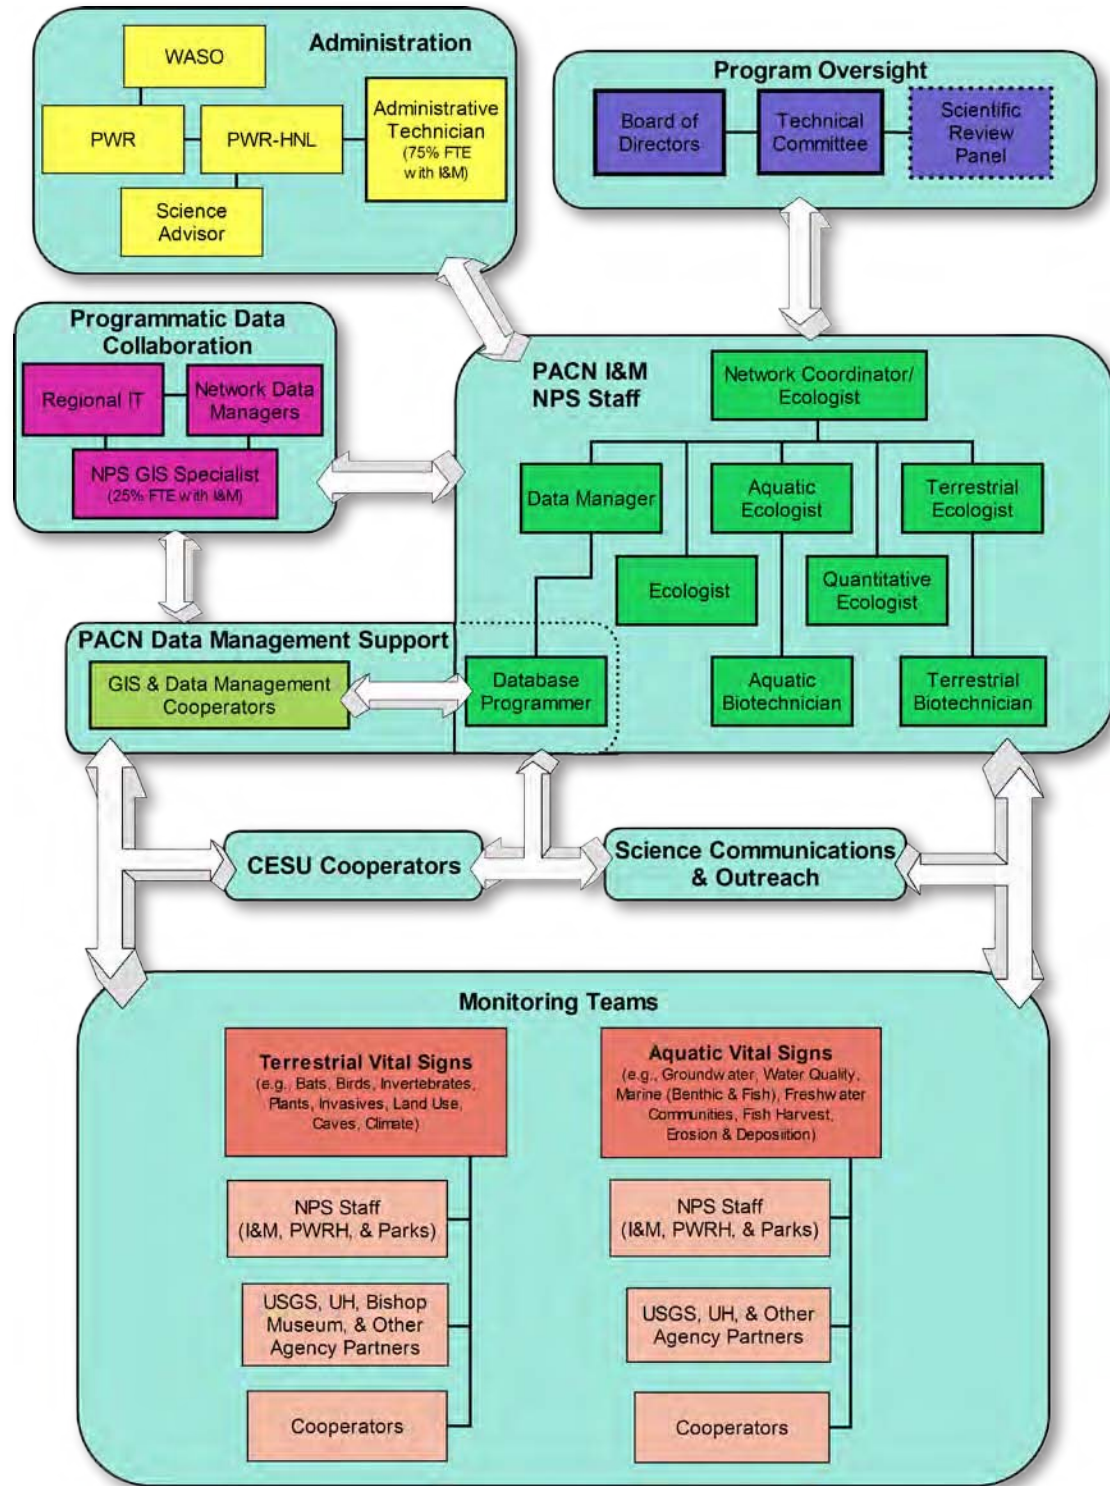 Administration
WASO
PWR
PWR-HNL
Administrative
Technician
(75% FTE
with I&M)
Science
Advisor
Program Oversight
Board of
Directors
Technical
Committee
Scientific
Review
Panel
Programmatic Data
Collaboration
Regional IT
Network Data
Managers
NPS GIS Specialist
(25% FTE with I&M)
PACN I&M
NPS Staff
Network Coordinator/
Ecologist
Data Manager
Aquatic
Ecologist
Terrestrial
Ecologist
Ecologist
Quantitative
Ecologist
PACN Data Management Support
GIS & Data Management
Cooperators
Database
Programmer
Aquatic
Biotechnician
Terrestrial
Biotechnician
CESU Cooperators
Science Communications
& Outreach
Monitoring Teams
Terrestrial Vital Signs
(e.g., Bats, Birds, Invertebrates,
Plants, Invasives, Land Use,
Caves, Climate)
NPS Staff
(I&M, PWRH, & Parks)
USGS, UH, Bishop
Museum, & Other
Agency Partners
Cooperators
Aquatic Vital Signs
(e.g., Groundwater, Water Quality,
Marine (Benthic & Fish), Freshwater
Communities, Fish Harvest,
Erosion & Deposition)
NPS Staff
(I&M, PWRH, & Parks)
USGS, UH, & Other
Agency Partners
Cooperators